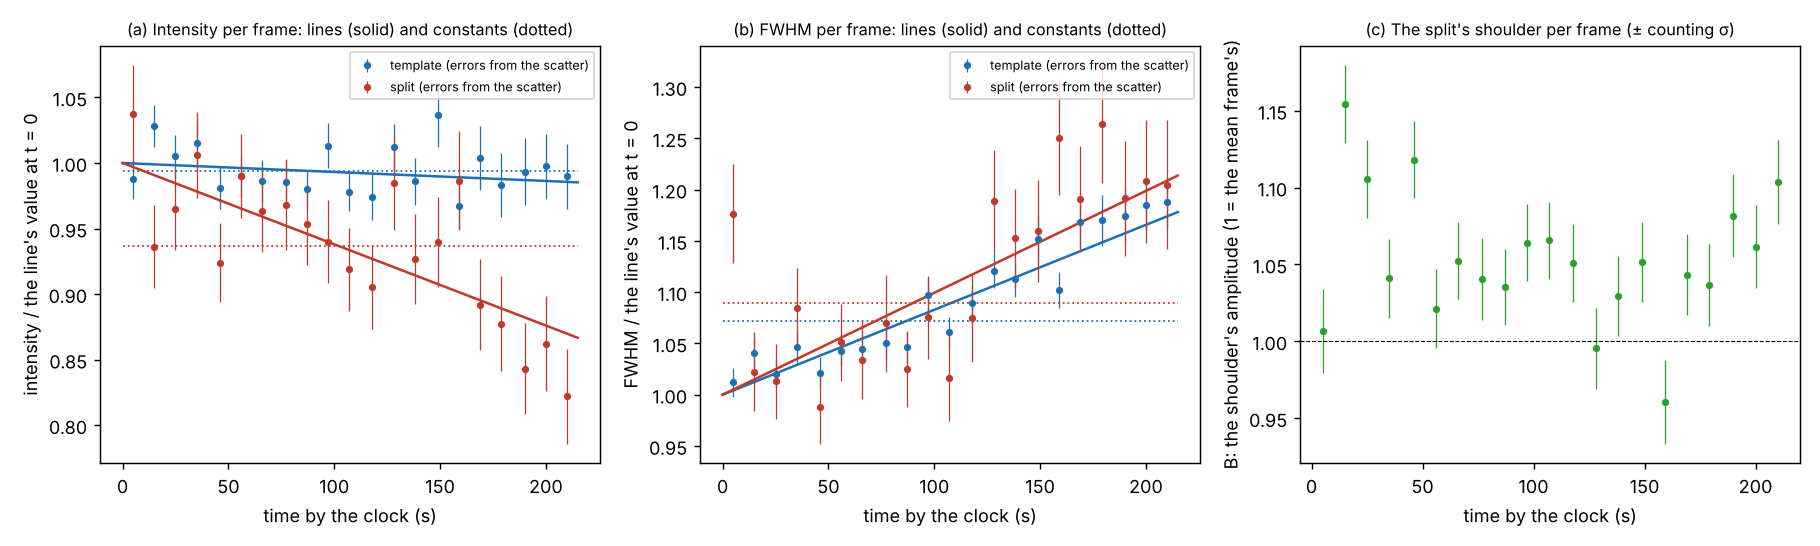 (a) Intensity per frame: lines (solid) and constants (dotted)
template (errors from the scatter)
split (errors from the scatter)
intensity / the line's value at t = 0
1.05
1.00
0.95
0.90
0.85
0.80
0
50
100
150
200
time by the clock (s)
(b) FWHM per frame: lines (solid) and constants (dotted)
template (errors from the scatter)
split (errors from the scatter)
FWHM / the line's value at t = 0
1.30
1.25
1.20
1.15
1.10
1.05
1.00
0.95
0
50
100
150
200
time by the clock (s)
(c) The split's shoulder per frame (± counting σ)
B: the shoulder's amplitude (1 = the mean frame's)
1.15
1.10
1.05
1.00
0.95
0
50
100
150
200
time by the clock (s)